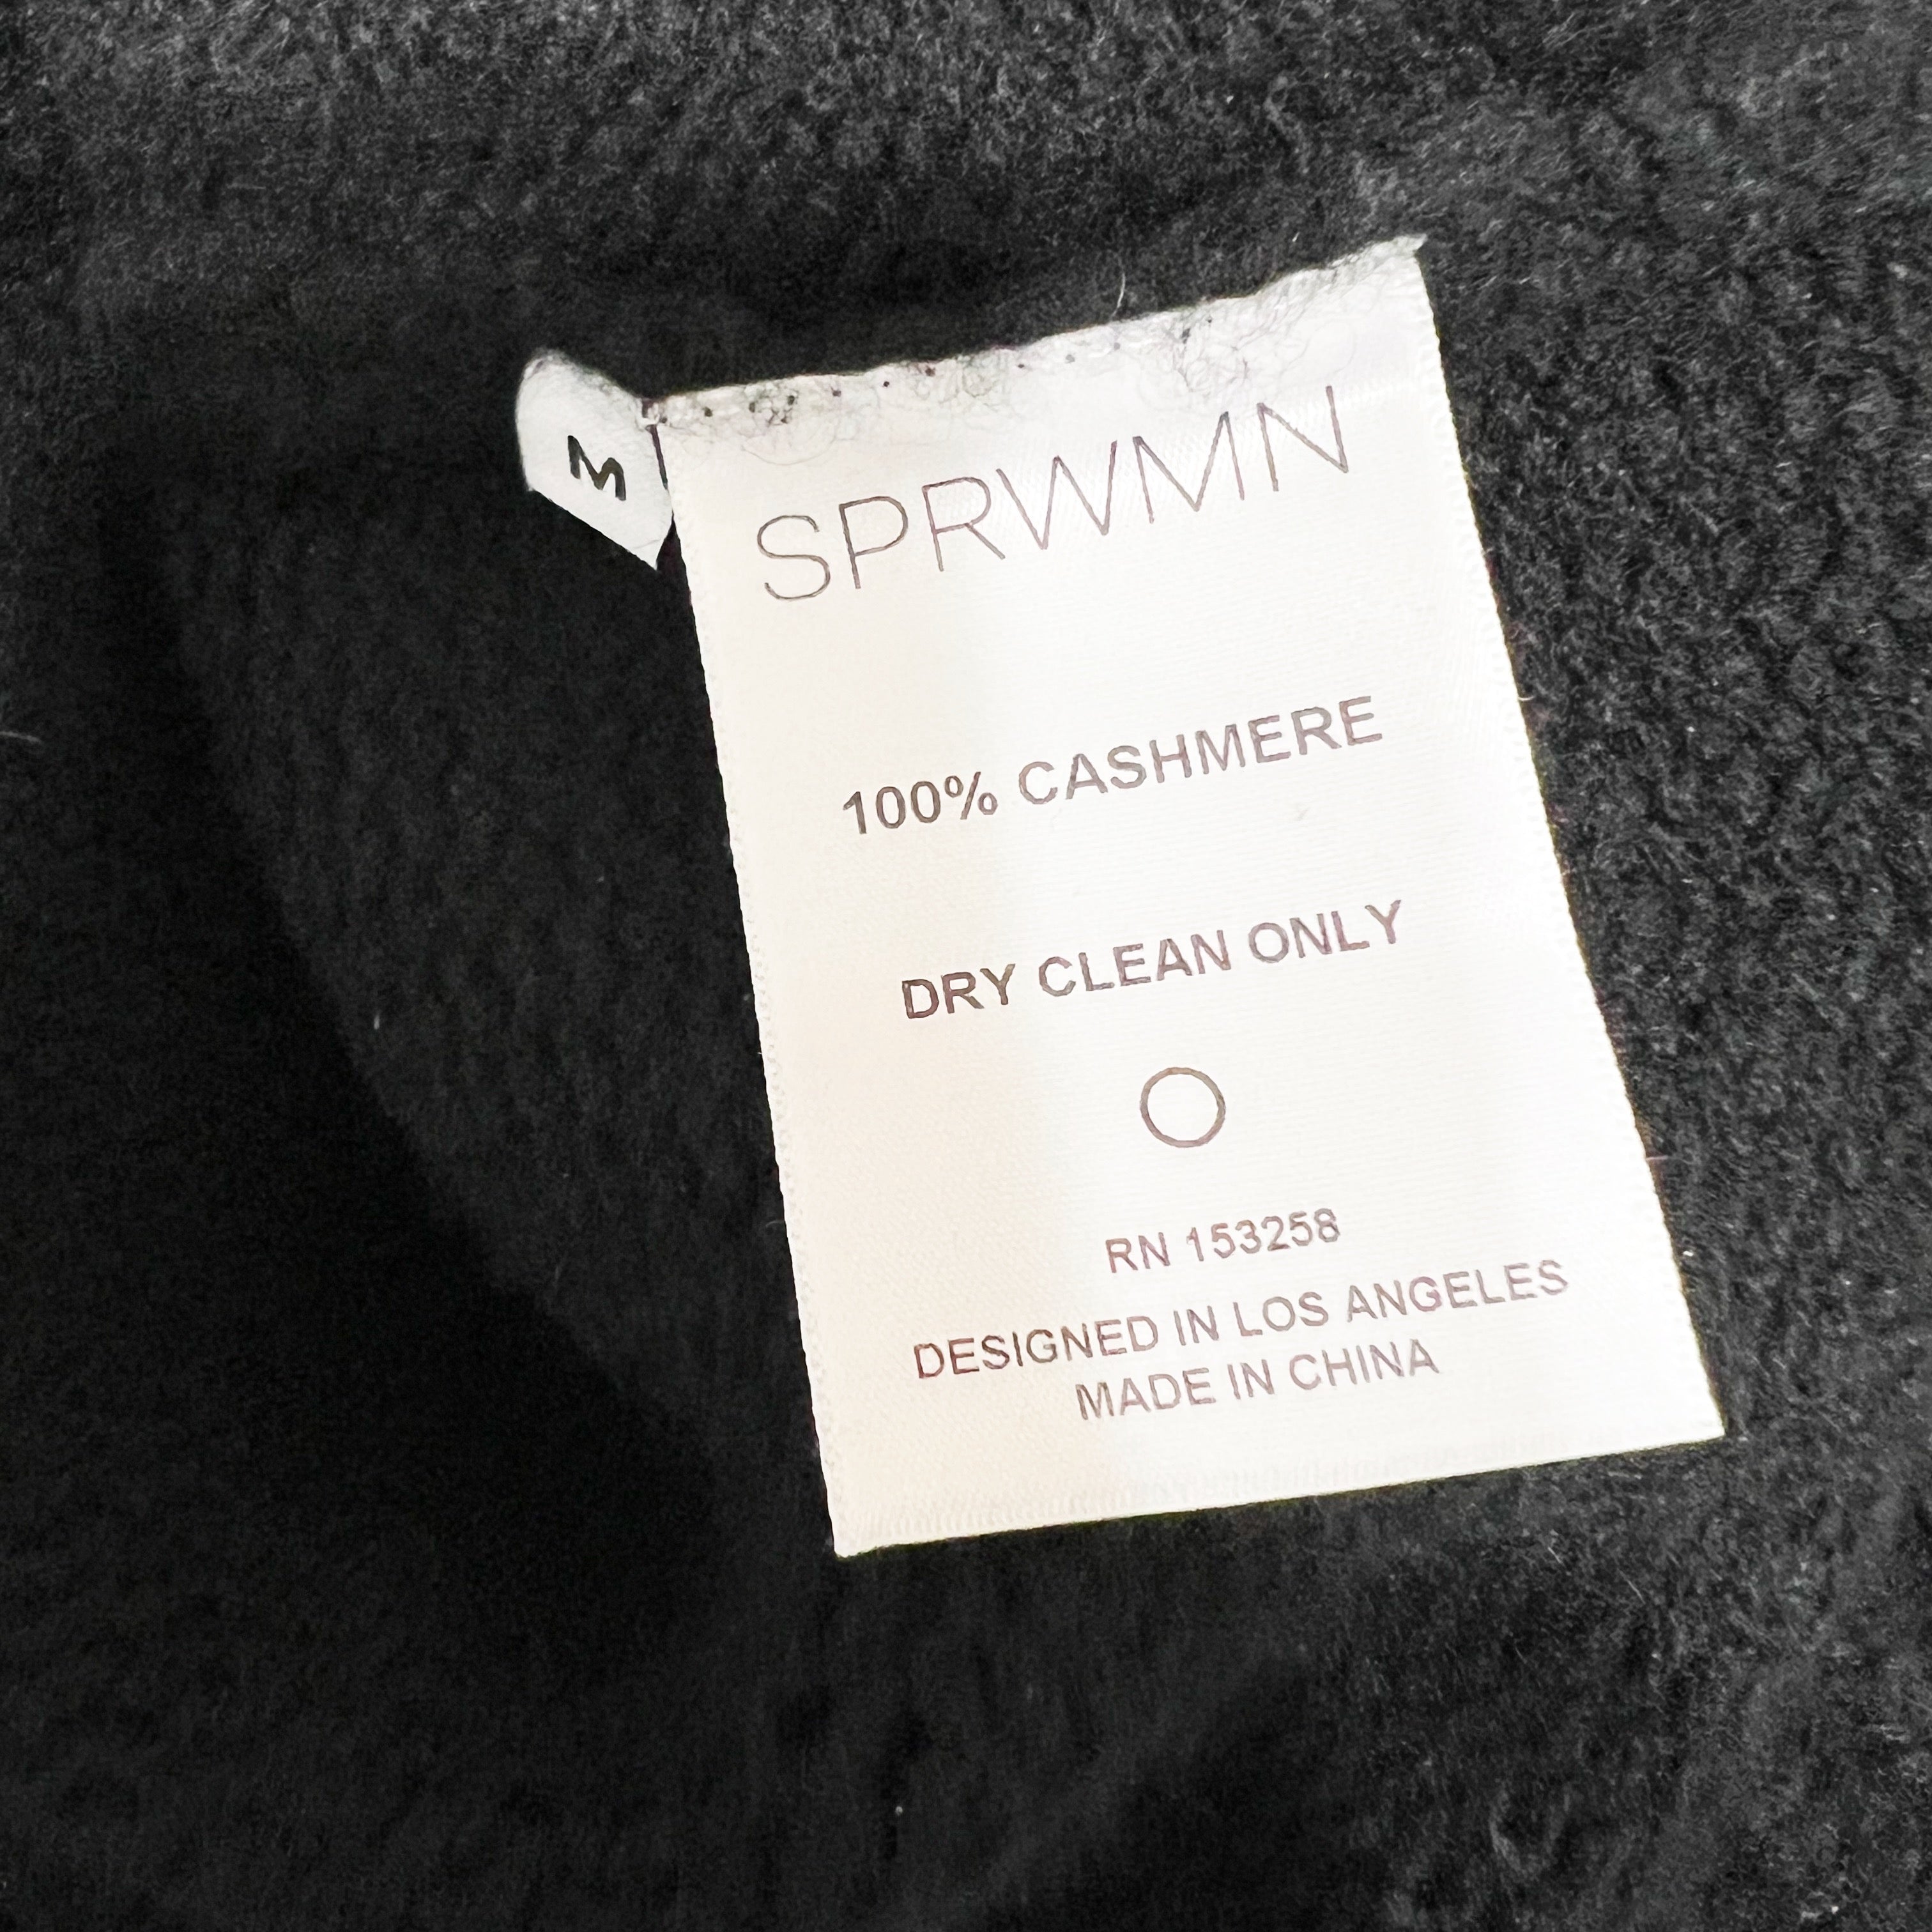 M
SPRWMN
100% CASHMERE
DRY CLEAN ONLY
RN 153258
DESIGNED IN LOS ANGELES
MADE IN CHINA